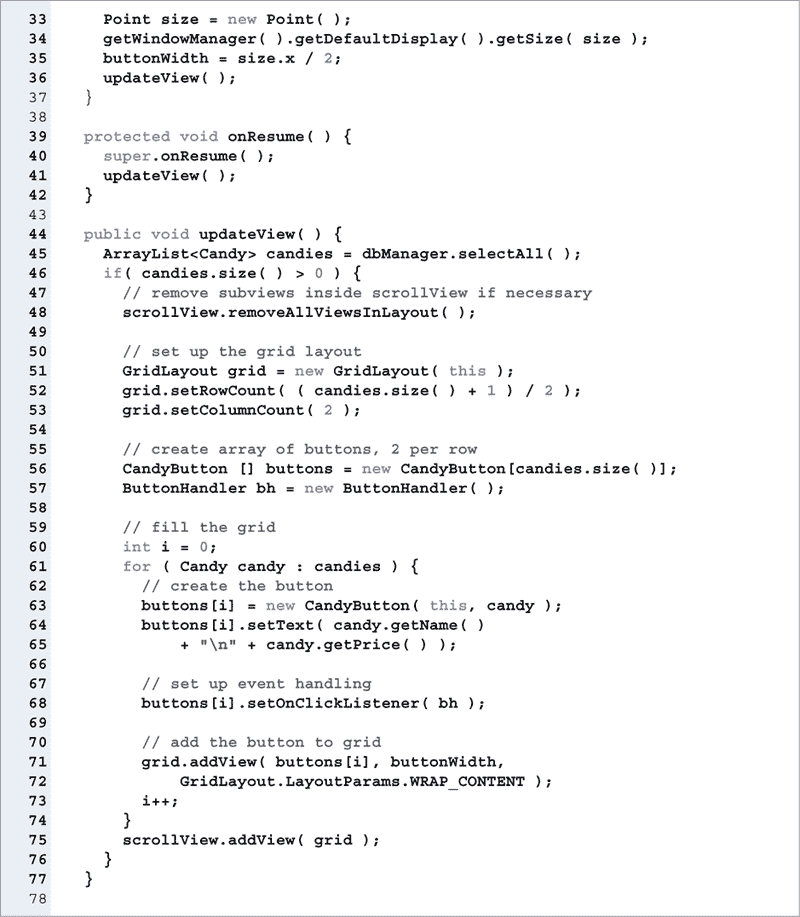 33 Point size = new Point( );
34 getWindowManager( ).getDefaultDisplay( ).getSize( size );
35 buttonWidth = size.x / 2;
36 updateView( );
37 }
38
39 protected void onResume( ) {
40 super.onResume( );
41 updateView( );
42 }
43
44 public void updateView( ) {
45 ArrayList<Candy> candies = dbManager.selectAll( );
46 if( candies.size( ) > 0 ) {
47 // remove subviews inside scrollView if necessary
48 scrollView.removeAllViewsInLayout( );
49
50 // set up the grid layout
51 GridLayout grid = new GridLayout( this );
52 grid.setRowCount( ( candies.size( ) + 1 ) / 2 );
53 grid.setColumnCount( 2 );
54
55 // create array of buttons, 2 per row
56 CandyButton [] buttons = new CandyButton[candies.size( )];
57 ButtonHandler bh = new ButtonHandler( );
58
59 // fill the grid
60 int i = 0;
61 for ( Candy candy : candies ) {
62 // create the button
63 buttons[i] = new CandyButton( this, candy );
64 buttons[i].setText( candy.getName( )
65 + "\n" + candy.getPrice( ) );
66
67 // set up event handling
68 buttons[i].setOnClickListener( bh );
69
70 // add the button to grid
71 grid.addView( buttons[i], buttonWidth,
72 GridLayout.LayoutParams.WRAP_CONTENT );
73 i++;
74 }
75 scrollView.addView( grid );
76 }
77 }
78